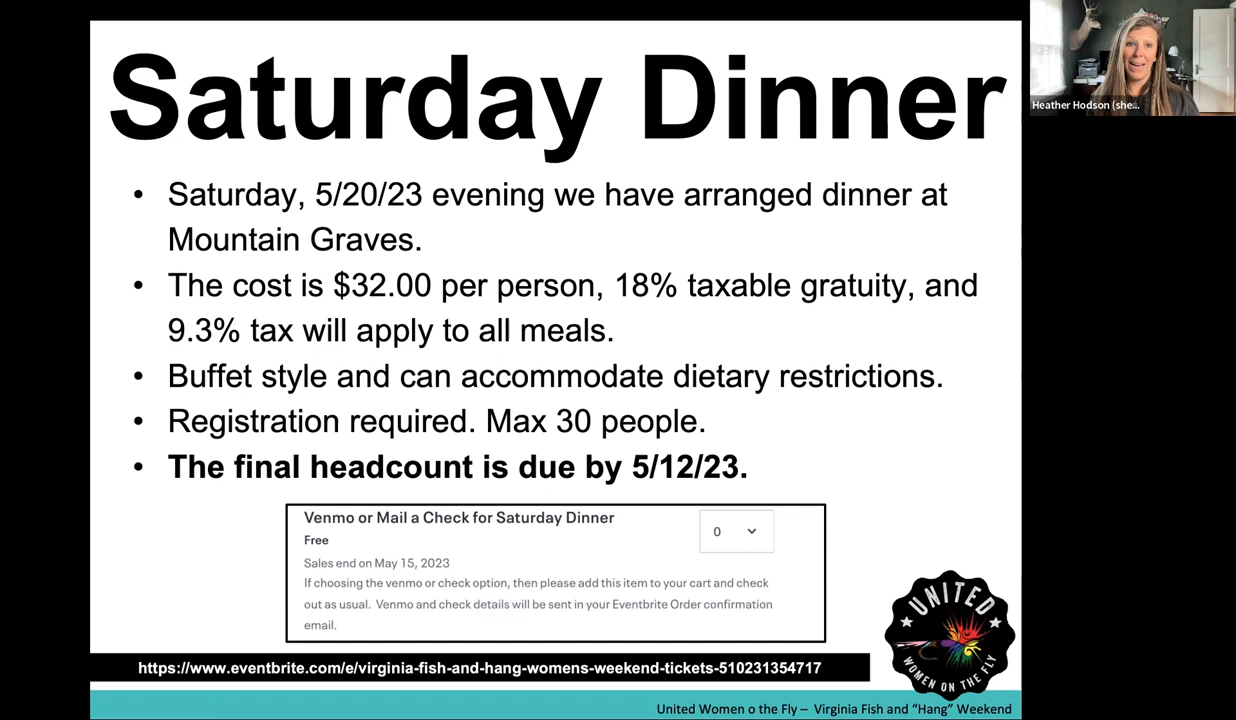 Saturday Dinner
Heather Hodson (she...
• Saturday, 5/20/23 evening we have arranged dinner at
Mountain Graves.
• The cost is $32.00 per person, 18% taxable gratuity, and
9.3% tax will apply to all meals.
• Buffet style and can accommodate dietary restrictions.
• Registration required. Max 30 people.
• The final headcount is due by 5/12/23.
Venmo or Mail a Check for Saturday Dinner
0
Free
Sales end on May 15, 2023
If choosing the venmo or check option, then please add this item to your cart and check
out as usual. Venmo and check details will be sent in your Eventbrite Order confirmation
email.
UNITED
WOMEN ON THE FLY
https://www.eventbrite.com/e/virginia-fish-and-hang-womens-weekend-tickets-510231354717
United Women o the Fly – Virginia Fish and “Hang” Weekend